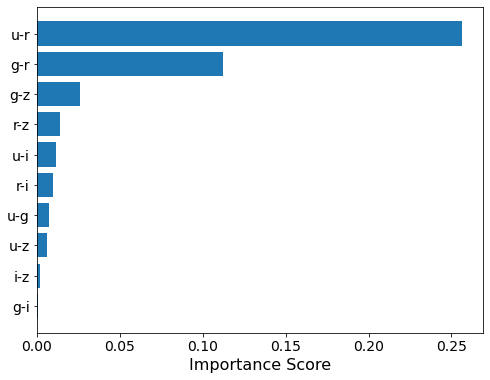 u-r
g-r
g-z
r-z
u-i
r-i
u-g
u-z
i-z
g-i
0.00 0.05 0.10 0.15 0.20 0.25
Importance Score